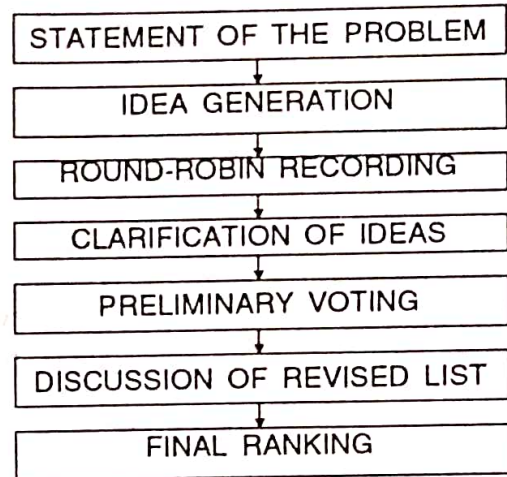 STATEMENT OF THE PROBLEM
IDEA GENERATION
ROUND-ROBIN RECORDING
CLARIFICATION OF IDEAS
PRELIMINARY VOTING
DISCUSSION OF REVISED LIST
FINAL RANKING